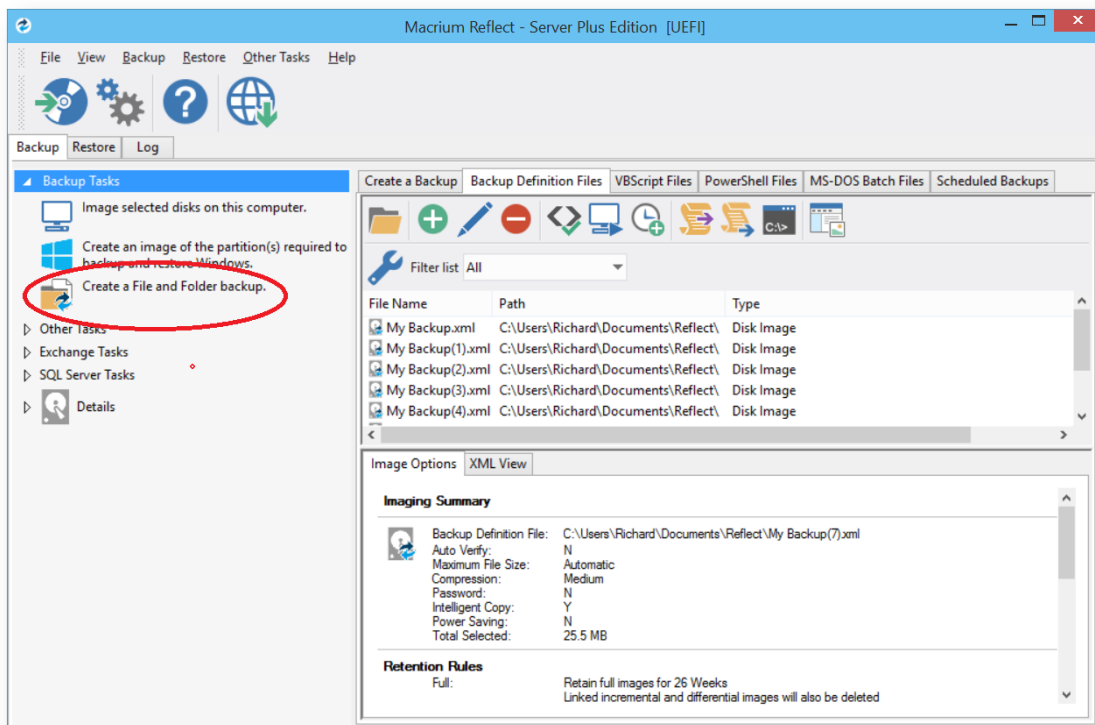 Macrium Reflect - Server Plus Edition [UEFI]
File View Backup Restore Other Tasks Help
Backup Restore Log
Backup Tasks
Image selected disks on this computer.
Create an image of the partition(s) required to
backup and restore Windows.
Create a File and Folder backup.
Other Tasks
Exchange Tasks
SQL Server Tasks
Details
Create a Backup Backup Definition Files VBScript Files PowerShell Files MS-DOS Batch Files Scheduled Backups
C:\>
Filter list All
File Name Path Type
My Backup.xml C:\Users\Richard\Documents\Reflect\ Disk Image
My Backup(1).xml C:\Users\Richard\Documents\Reflect\ Disk Image
My Backup(2).xml C:\Users\Richard\Documents\Reflect\ Disk Image
My Backup(3).xml C:\Users\Richard\Documents\Reflect\ Disk Image
My Backup(4).xml C:\Users\Richard\Documents\Reflect\ Disk Image
Image Options XML View
Imaging Summary
Backup Definition File: C:\Users\Richard\Documents\Reflect\My Backup(7).xml
Auto Verify: N
Maximum File Size: Automatic
Compression: Medium
Password: N
Intelligent Copy: Y
Power Saving: N
Total Selected: 25.5 MB
Retention Rules
Full: Retain full images for 26 Weeks
Linked incremental and differential images will also be deleted